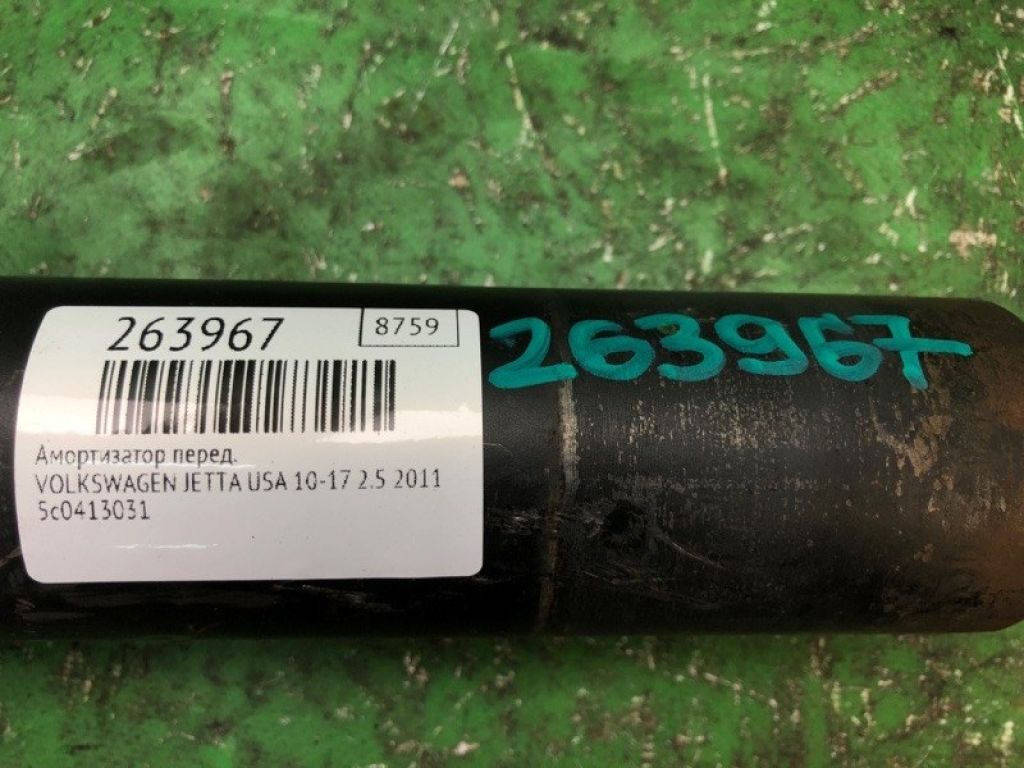 263967
8759
263967
Амортизатор перед.
VOLKSWAGEN JETTA USA 10-17 2.5 2011
5c0413031